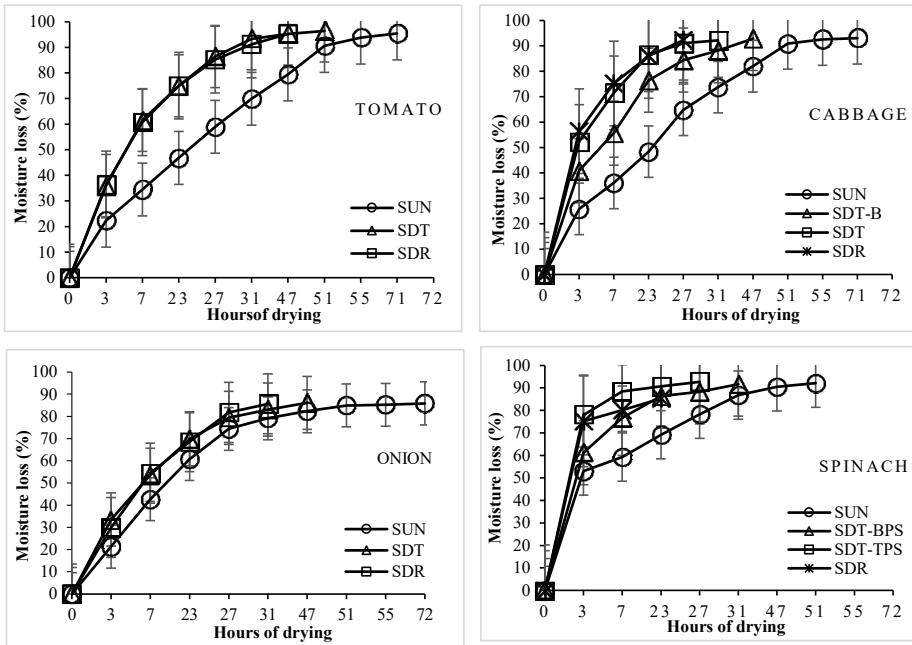 Moisture loss (%)
100
90
80
70
60
50
40
30
20
10
0
TOMATO
SUN
SDT
SDR
0 3 7 23 27 31 47 51 55 71 72
Hoursof drying
Moisture loss (%)
100
90
80
70
60
50
40
30
20
10
0
CABBAGE
SUN
SDT-B
SDT
SDR
0 3 7 23 27 31 47 51 55 71 72
Hours of drying
Moisture loss (%)
100
90
80
70
60
50
40
30
20
10
0
ONION
SUN
SDT
SDR
0 3 7 23 27 31 47 51 55 72
Hours of drying
Moisture loss (%)
100
90
80
70
60
50
40
30
20
10
0
SPINACH
SUN
SDT-BPS
SDT-TPS
SDR
0 3 7 23 27 31 47 51 55 72
Hours of drying